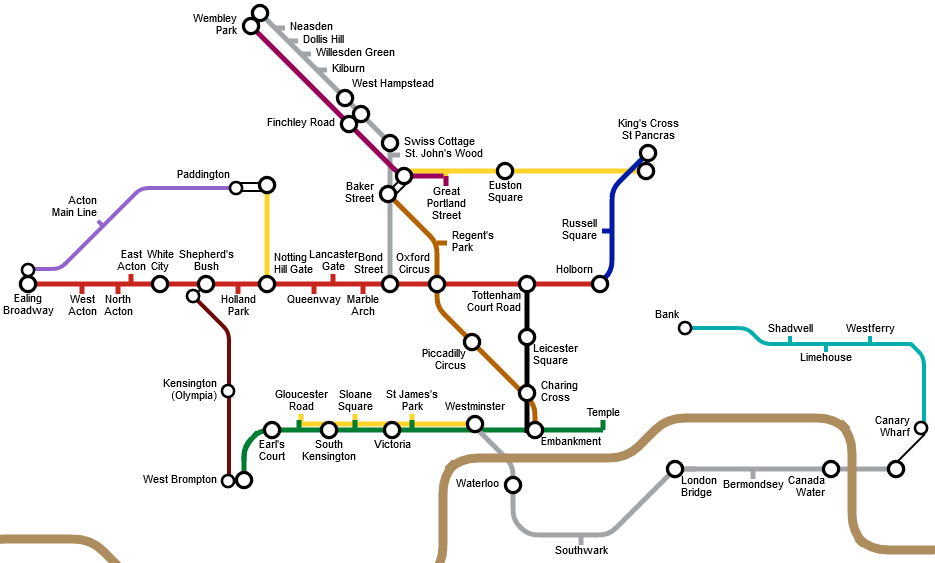 Wembley
Park
Neasden
Dollis Hill
Willesden Green
Kilburn
West Hampstead
Finchley Road
Swiss Cottage
St. John's Wood
King's Cross
St Pancras
Paddington
Baker
Street
Great
Portland
Street
Euston
Square
Acton
Main Line
Regent's
Park
Russell
Square
East
Acton
White
City
Shepherd's
Bush
Notting
Hill Gate
Lancaster
Gate
Bond
Street
Oxford
Circus
Holborn
Ealing
Broadway
West
Acton
North
Acton
Holland
Park
Queenway
Marble
Arch
Tottenham
Court Road
Bank
Shadwell
Westferry
Limehouse
Piccadilly
Circus
Leicester
Square
Kensington
(Olympia)
Gloucester
Road
Sloane
Square
St James's
Park
Westminster
Charing
Cross
Temple
Earl's
Court
South
Kensington
Victoria
Embankment
Canary
Wharf
West Brompton
Waterloo
London
Bridge
Bermondsey
Canada
Water
Southwark